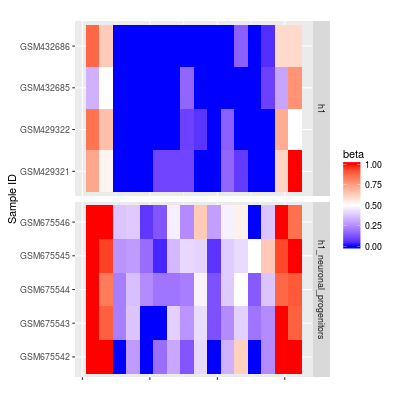 GSM432686
GSM432685
GSM429322
GSM429321
h1
GSM675546
GSM675545
GSM675544
GSM675543
GSM675542
h1_neuronal_progenitors
Sample ID
beta
1.00
0.75
0.50
0.25
0.00